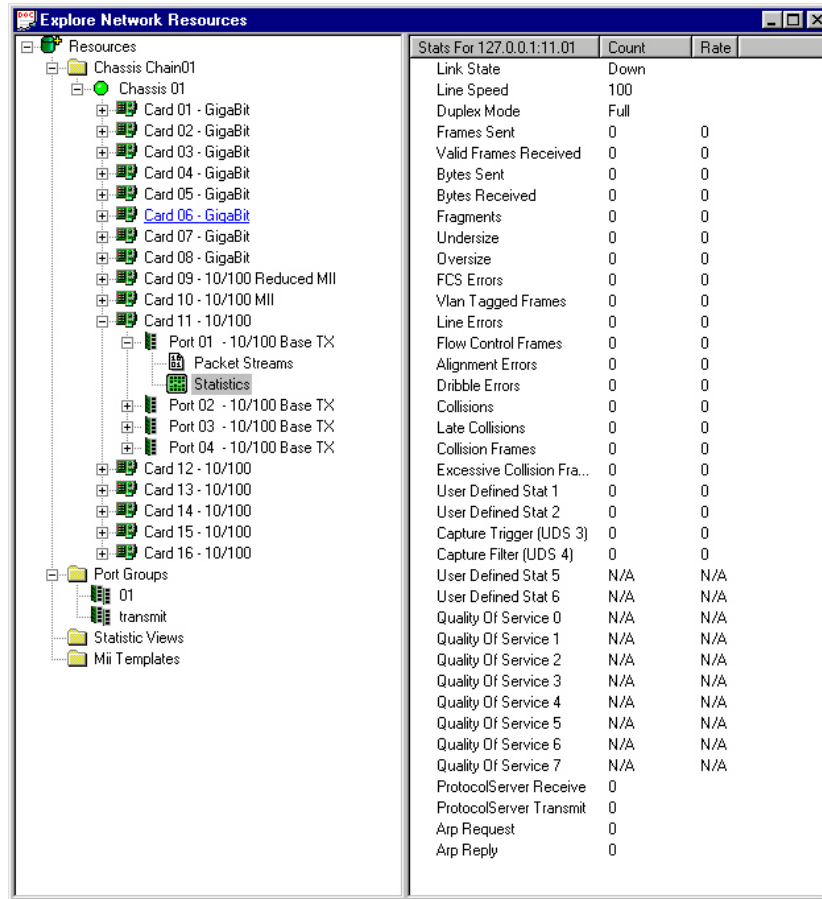 Explore Network Resources
Resources
Chassis Chain01
Chassis 01
Card 01 - GigaBit
Card 02 - GigaBit
Card 03 - GigaBit
Card 04 - GigaBit
Card 05 - GigaBit
Card 06 - GigaBit
Card 07 - GigaBit
Card 08 - GigaBit
Card 09 - 10/100 Reduced MII
Card 10 - 10/100 MII
Card 11 - 10/100
Port 01 - 10/100 Base TX
Packet Streams
Statistics
Port 02 - 10/100 Base TX
Port 03 - 10/100 Base TX
Port 04 - 10/100 Base TX
Card 12 - 10/100
Card 13 - 10/100
Card 14 - 10/100
Card 15 - 10/100
Card 16 - 10/100
Port Groups
01
transmit
Statistic Views
Mii Templates
Stats For 127.0.0.1:11.01 Count Rate
Link State Down
Line Speed 100
Duplex Mode Full
Frames Sent 0 0
Valid Frames Received 0 0
Bytes Sent 0 0
Bytes Received 0 0
Fragments 0 0
Undersize 0 0
Oversize 0 0
FCS Errors 0 0
Vlan Tagged Frames 0 0
Line Errors 0 0
Flow Control Frames 0 0
Alignment Errors 0 0
Dribble Errors 0 0
Collisions 0 0
Late Collisions 0 0
Collision Frames 0 0
Excessive Collision Fra... 0 0
User Defined Stat 1 0 0
User Defined Stat 2 0 0
Capture Trigger (UDS 3) 0 0
Capture Filter (UDS 4) 0 0
User Defined Stat 5 N/A N/A
User Defined Stat 6 N/A N/A
Quality Of Service 0 N/A N/A
Quality Of Service 1 N/A N/A
Quality Of Service 2 N/A N/A
Quality Of Service 3 N/A N/A
Quality Of Service 4 N/A N/A
Quality Of Service 5 N/A N/A
Quality Of Service 6 N/A N/A
Quality Of Service 7 N/A N/A
ProtocolServer Receive 0
ProtocolServer Transmit 0
Arp Request 0
Arp Reply 0